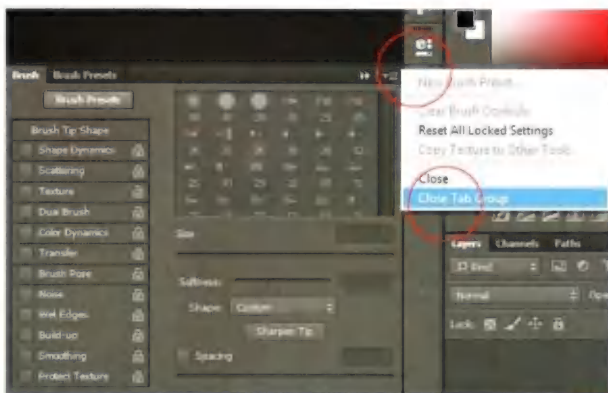 Brush Brush Presets
Brush Presets
Brush Tip Shape
Shape Dynamics
Scattering
Texture
Dual Brush
Color Dynamics
Transfer
Brush Pose
Noise
Wet Edges
Build-up
Smoothing
Protect Texture
Size
Softness:
Shape: Custom
Sharpen Tip
Spacing
New Brush Preset...
Clear Brush Controls
Reset All Locked Settings
Copy Texture to Other Tools...
Close
Close Tab Group
Layers Channels Paths
Kind
Normal
Lock: